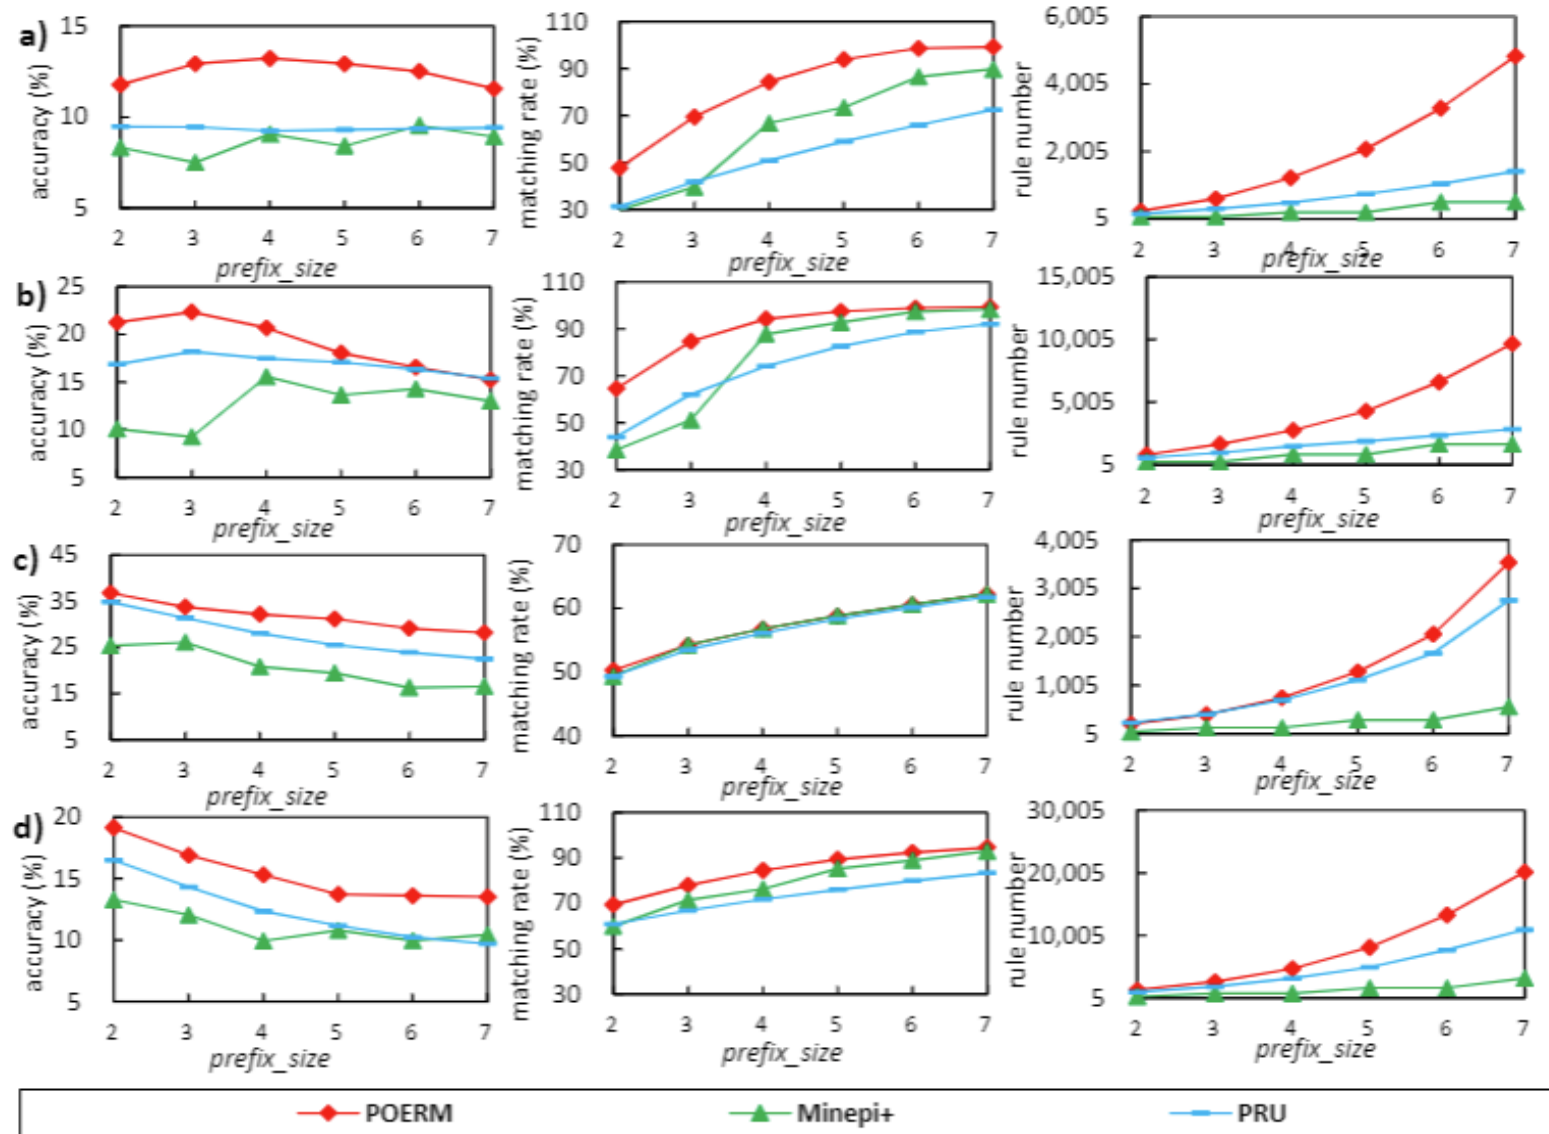 a)
accuracy (%)
15
10
5
2 3 4 5 6 7
prefix_size
matching rate (%)
110
90
70
50
30
2 3 4 5 6 7
prefix_size
rule number
6,005
4,005
2,005
5
2 3 4 5 6 7
prefix_size
b)
accuracy (%)
25
20
15
10
5
2 3 4 5 6 7
prefix_size
matching rate (%)
110
90
70
50
30
2 3 4 5 6 7
prefix_size
rule number
15,005
10,005
5,005
5
2 3 4 5 6 7
prefix_size
c)
accuracy (%)
45
35
25
15
5
2 3 4 5 6 7
prefix_size
matching rate (%)
70
60
50
40
2 3 4 5 6 7
prefix_size
rule number
4,005
3,005
2,005
1,005
5
2 3 4 5 6 7
prefix_size
d)
accuracy (%)
20
15
10
5
2 3 4 5 6 7
prefix_size
matching rate (%)
110
90
70
50
30
2 3 4 5 6 7
prefix_size
rule number
30,005
20,005
10,005
5
2 3 4 5 6 7
prefix_size
POERM Minepi+ PRU